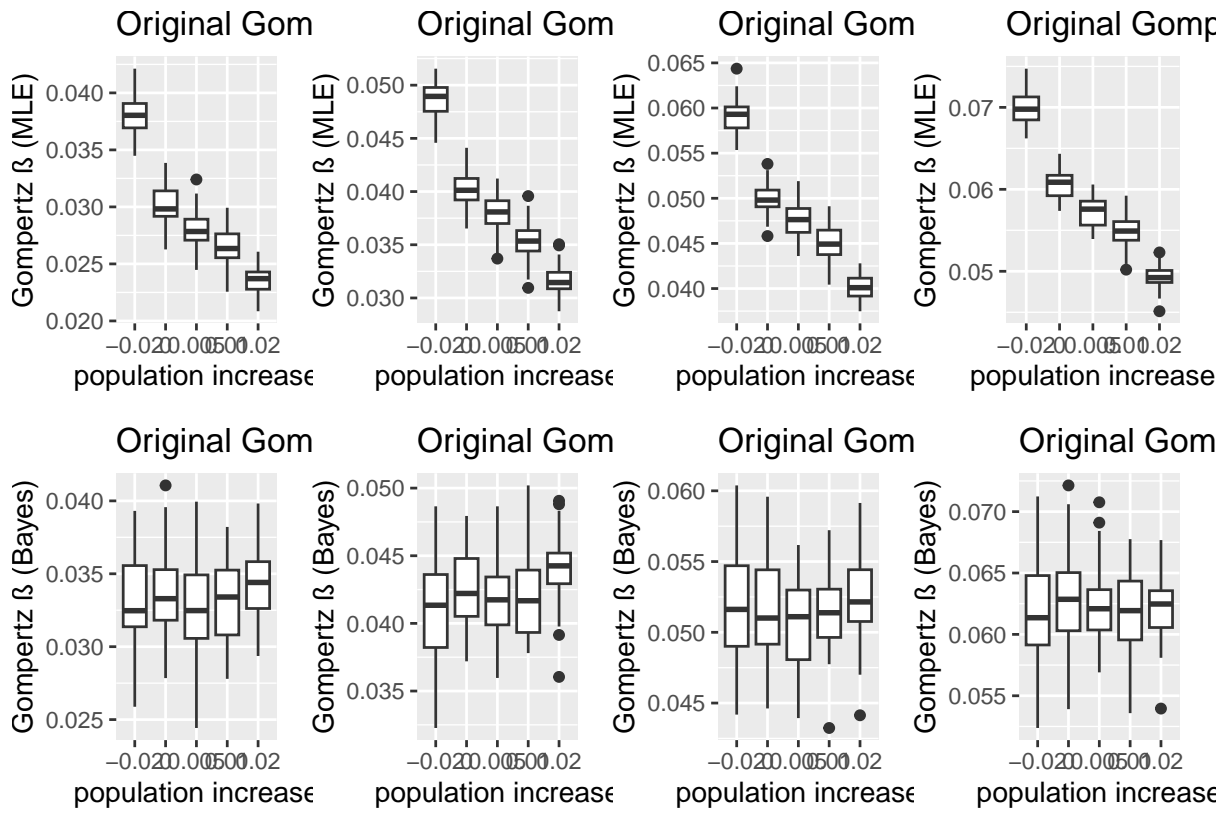 Original Gom
Original Gom
Original Gom
Original Gomp
Gompertz ß (MLE)
0.040
0.035
0.030
0.025
0.020
Gompertz ß (MLE)
0.050
0.045
0.040
0.035
0.030
Gompertz ß (MLE)
0.065
0.060
0.055
0.050
0.045
0.040
Gompertz ß (MLE)
0.07
0.06
0.05
population increase
population increase
population increase
population increase
Original Gom
Original Gom
Original Gom
Original Gom
Gompertz ß (Bayes)
0.040
0.035
0.030
0.025
Gompertz ß (Bayes)
0.050
0.045
0.040
0.035
Gompertz ß (Bayes)
0.060
0.055
0.050
0.045
Gompertz ß (Bayes)
0.070
0.065
0.060
0.055
population increase
population increase
population increase
population increase